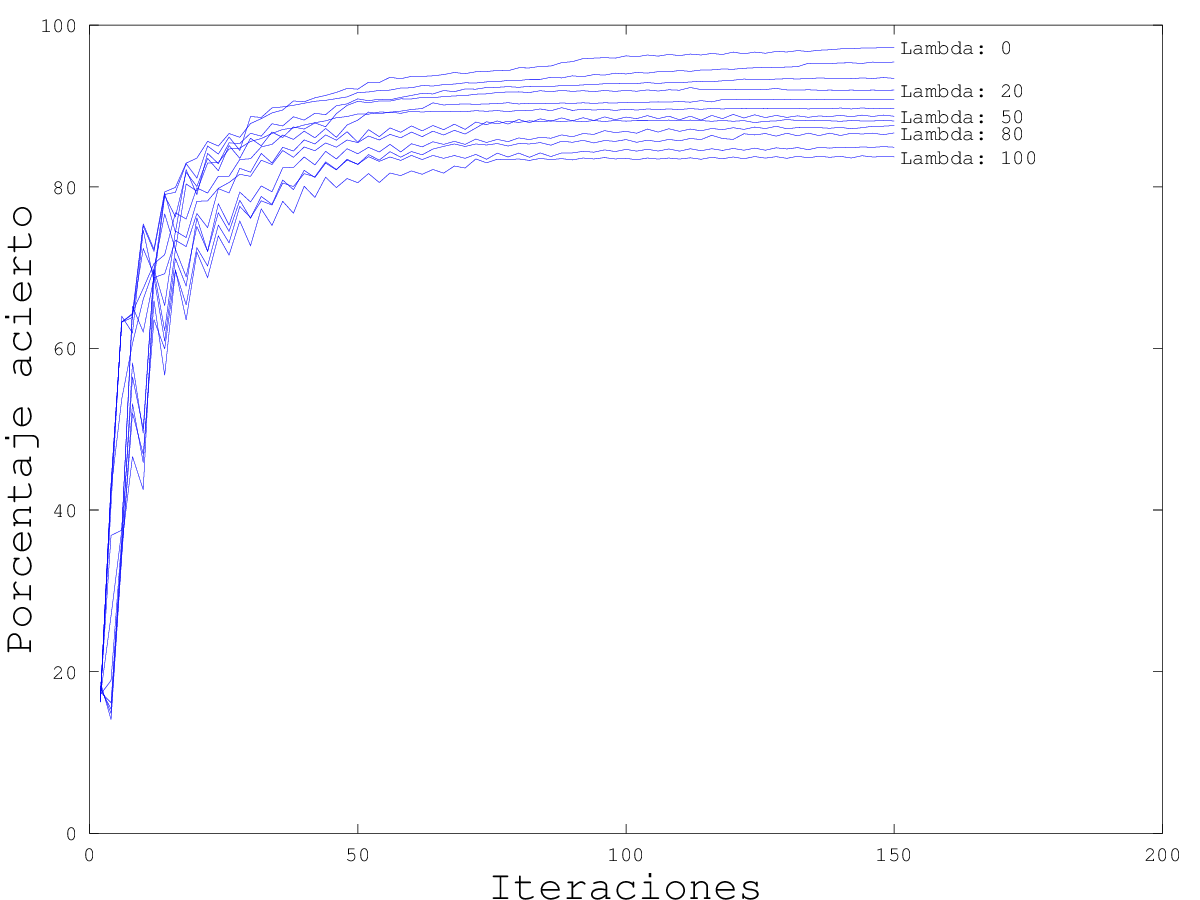 100
80
60
40
20
0
Porcentaje acierto
Lambda: 0
Lambda: 20
Lambda: 50
Lambda: 80
Lambda: 100
0 50 100 150 200
Iteraciones